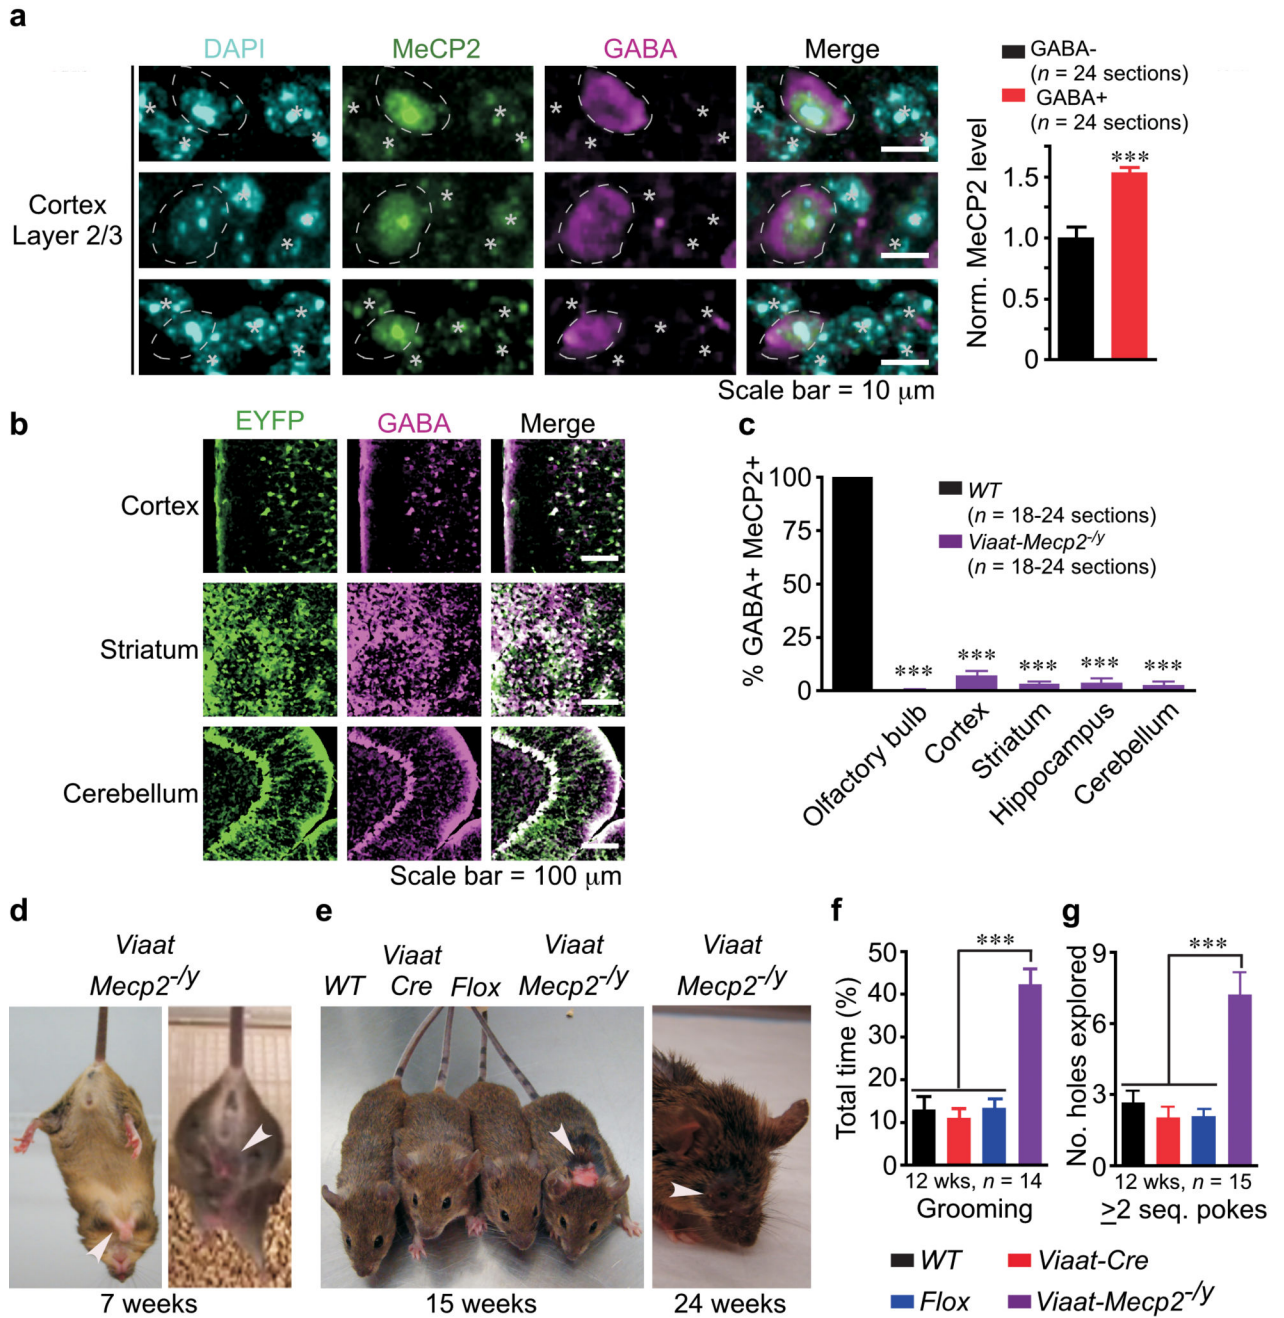 a
DAPI
MeCP2
GABA
Merge
Cortex
Layer 2/3
Scale bar = 10 μm
GABA-
(n = 24 sections)
GABA+
(n = 24 sections)
Norm. MeCP2 level
***
1.5
1.0
0.5
0
b
EYFP
GABA
Merge
Cortex
Striatum
Cerebellum
Scale bar = 100 μm
c
% GABA+ MeCP2+
100
75
50
25
0
WT
(n = 18-24 sections)
Viaat-Mecp2-/y
(n = 18-24 sections)
***
***
***
***
***
Olfactory bulb
Cortex
Striatum
Hippocampus
Cerebellum
d
Viaat
Mecp2-/y
7 weeks
e
WT
Viaat
Cre
Flox
Viaat
Mecp2-/y
Viaat
Mecp2-/y
15 weeks
24 weeks
f
Total time (%)
50
40
30
20
10
0
***
12 wks, n = 14
Grooming
g
No. holes explored
9
6
3
0
***
12 wks, n = 15
≥2 seq. pokes
WT
Viaat-Cre
Flox
Viaat-Mecp2-/y